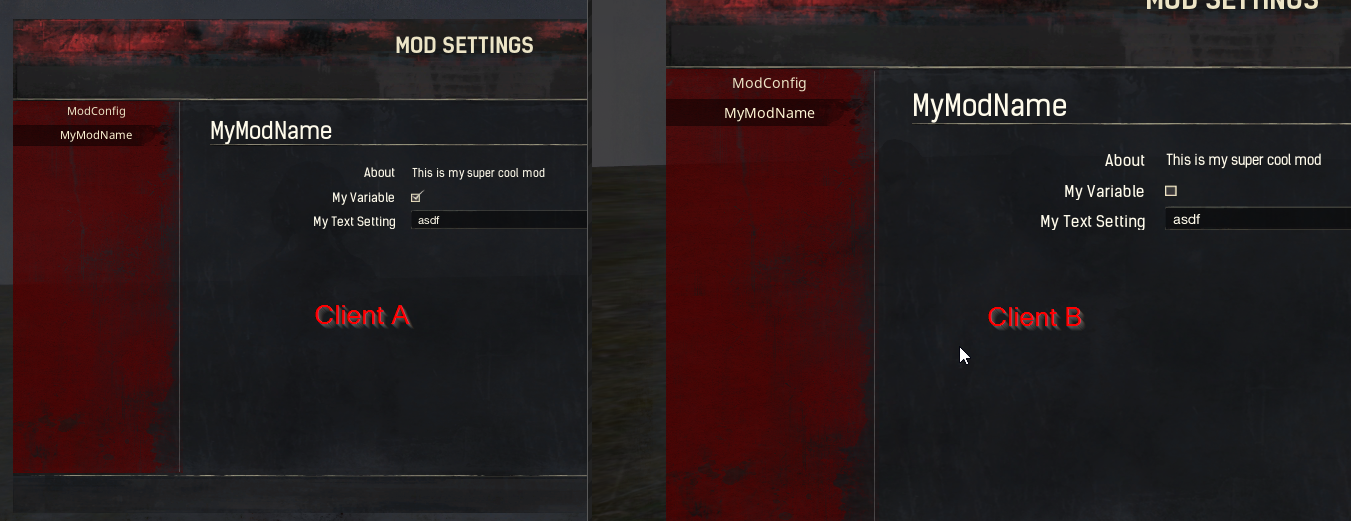 MOD SETTINGS
ModConfig
MyModName
MyModName
About This is my super cool mod
My Variable
My Text Setting asdf
Client A
MOD SETTINGS
ModConfig
MyModName
MyModName
About This is my super cool mod
My Variable
My Text Setting asdf
Client B